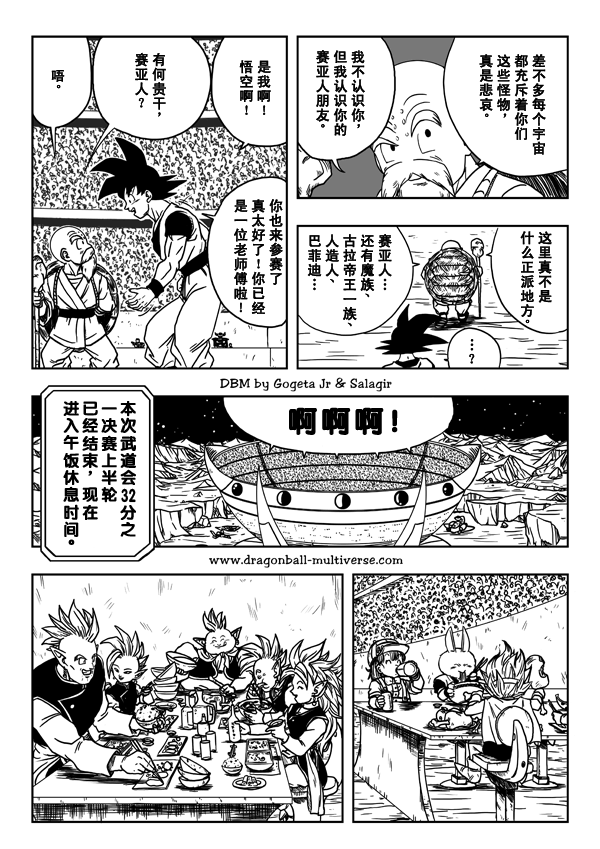 唔。
有何贵干，
赛亚人？
是我啊！
悟空啊！
你也来参赛了
真太好了！你已经
是一位老师傅啦！
我不认识你，
但我认识你的
赛亚人朋友。
差不多每个宇宙
都充斥着你们
这些怪物，
真是悲哀。
赛亚人…
还有魔族、
古拉帝王一族、
人造人、
巴菲迪…
这里真不是
什么正派地方。
…？
DBM by Gogeta Jr & Salagir
本次武道会32分之
一决赛上半轮
已经结束，现在
进入午饭休息时间。
啊啊啊！
www.dragonball-multiverse.com